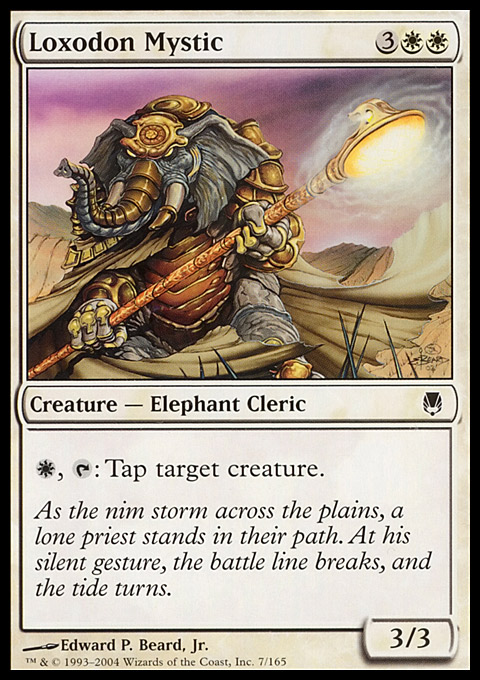 Loxodon Mystic 3
Creature — Elephant Cleric
, : Tap target creature.
As the nim storm across the plains, a
lone priest stands in their path. At his
silent gesture, the battle line breaks, and
the tide turns.
Edward P. Beard, Jr.
3/3
™ & © 1993–2004 Wizards of the Coast, Inc. 7/165